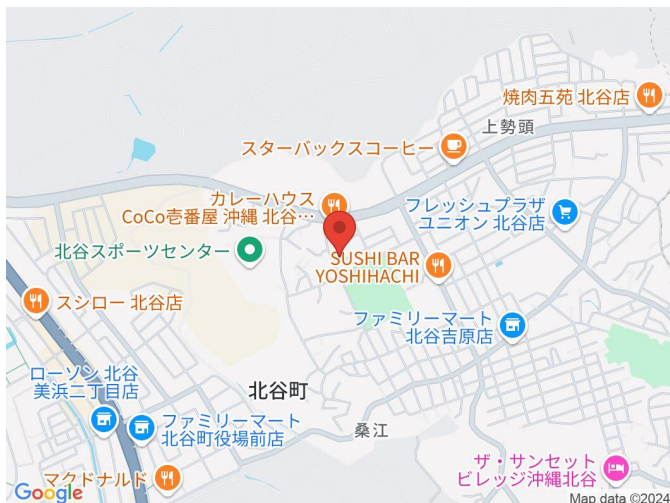 焼肉五苑 北谷店
上勢頭
スターバックスコーヒー
カレーハウス
CoCo壱番屋 沖縄 北谷…
フレッシュプラザ
ユニオン 北谷店
北谷スポーツセンター
SUSHI BAR
YOSHIHACHI
スシロー 北谷店
ファミリーマート
北谷吉原店
ローソン 北谷
美浜二丁目店
北谷町
ファミリーマート
北谷町役場前店
桑江
マクドナルド
ザ・サンセット
ビレッジ沖縄北谷
Google
Map data ©2024